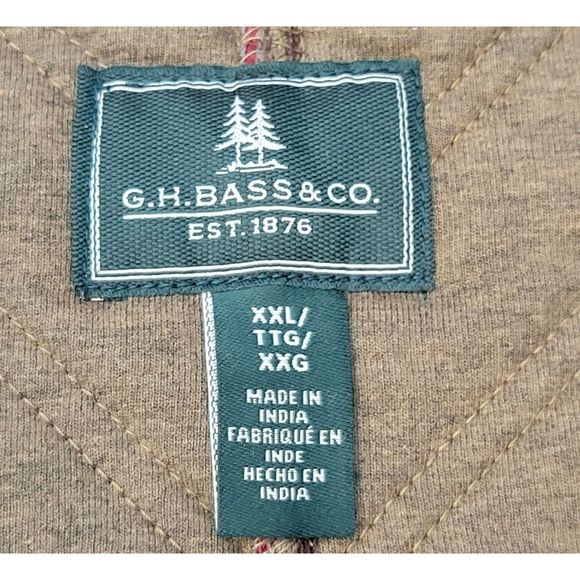 G.H.BASS&CO.
EST. 1876
XXL/
TTG/
XXG
MADE IN
INDIA
FABRIQUÉ EN
INDE
HECHO EN
INDIA